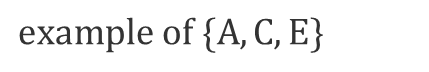 example of {A, C, E}